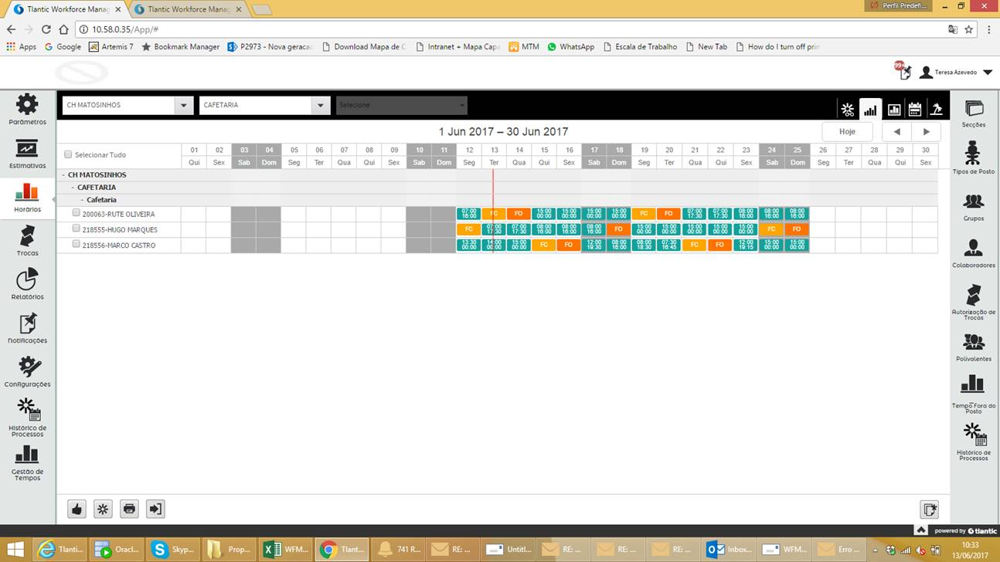 Tlantic Workforce Manag
Tlantic Workforce Manag
Perfil Predefi...
10.58.0.35/App/#
Apps Google Artemis 7 Bookmark Manager P2973 - Nova geracac Download Mapa de C Intranet + Mapa Capa MTM WhatsApp Escala de Trabalho New Tab How do I turn off prin
99+ Teresa Azevedo
CH MATOSINHOS CAFETARIA Selecione
1 Jun 2017 – 30 Jun 2017
Hoje
Selecionar Tudo
01 02 03 04 05 06 07 08 09 10 11 12 13 14 15 16 17 18 19 20 21 22 23 24 25 26 27 28 29 30
Qui Sex Sab Dom Seg Ter Qua Qui Sex Sab Dom Seg Ter Qua Qui Sex Sab Dom Seg Ter Qua Qui Sex Sab Dom Seg Ter Qua Qui Sex
- CH MATOSINHOS
- CAFETARIA
- Cafetaria
200063-RUTE OLIVEIRA
07:00 FC FO 15:00 15:00 15:00 15:00 FC FO 07:00 07:00 08:00 08:00 08:00
16:00 00:00 00:00 00:00 00:00 17:30 17:30 16:00 16:00 16:00
218555-HUGO MARQUES
FC 07:00 07:00 08:00 08:00 08:00 FO 15:00 15:00 15:00 15:00 15:00 FC FO
17:30 17:30 16:00 16:00 16:00 00:00 00:00 00:00 00:00 00:00
218556-MARCO CASTRO
13:30 14:00 15:00 FC FO 12:00 08:00 08:00 07:30 FC FO 12:00 15:00 15:00
00:00 00:00 00:00 19:30 16:00 18:30 16:45 19:15 00:00 00:00
Parâmetros
Estimativas
Horários
Trocas
Relatórios
Notificações
Configurações
Histórico de
Processos
Gestão de
Tempos
Secções
Tipos de Posto
Grupos
Colaboradores
Autorização de
Trocas
Polivalentes
Tempo Fora do
Posto
Histórico de
Processos
powered by tlantic
Tlanti... Oracl... Skyp... Prop... WFM... Tlant... 741 R... RE: ... Untitl... RE: ... RE: ... RE: ... Inbox... WFM... Erro ...
10:33
13/06/2017